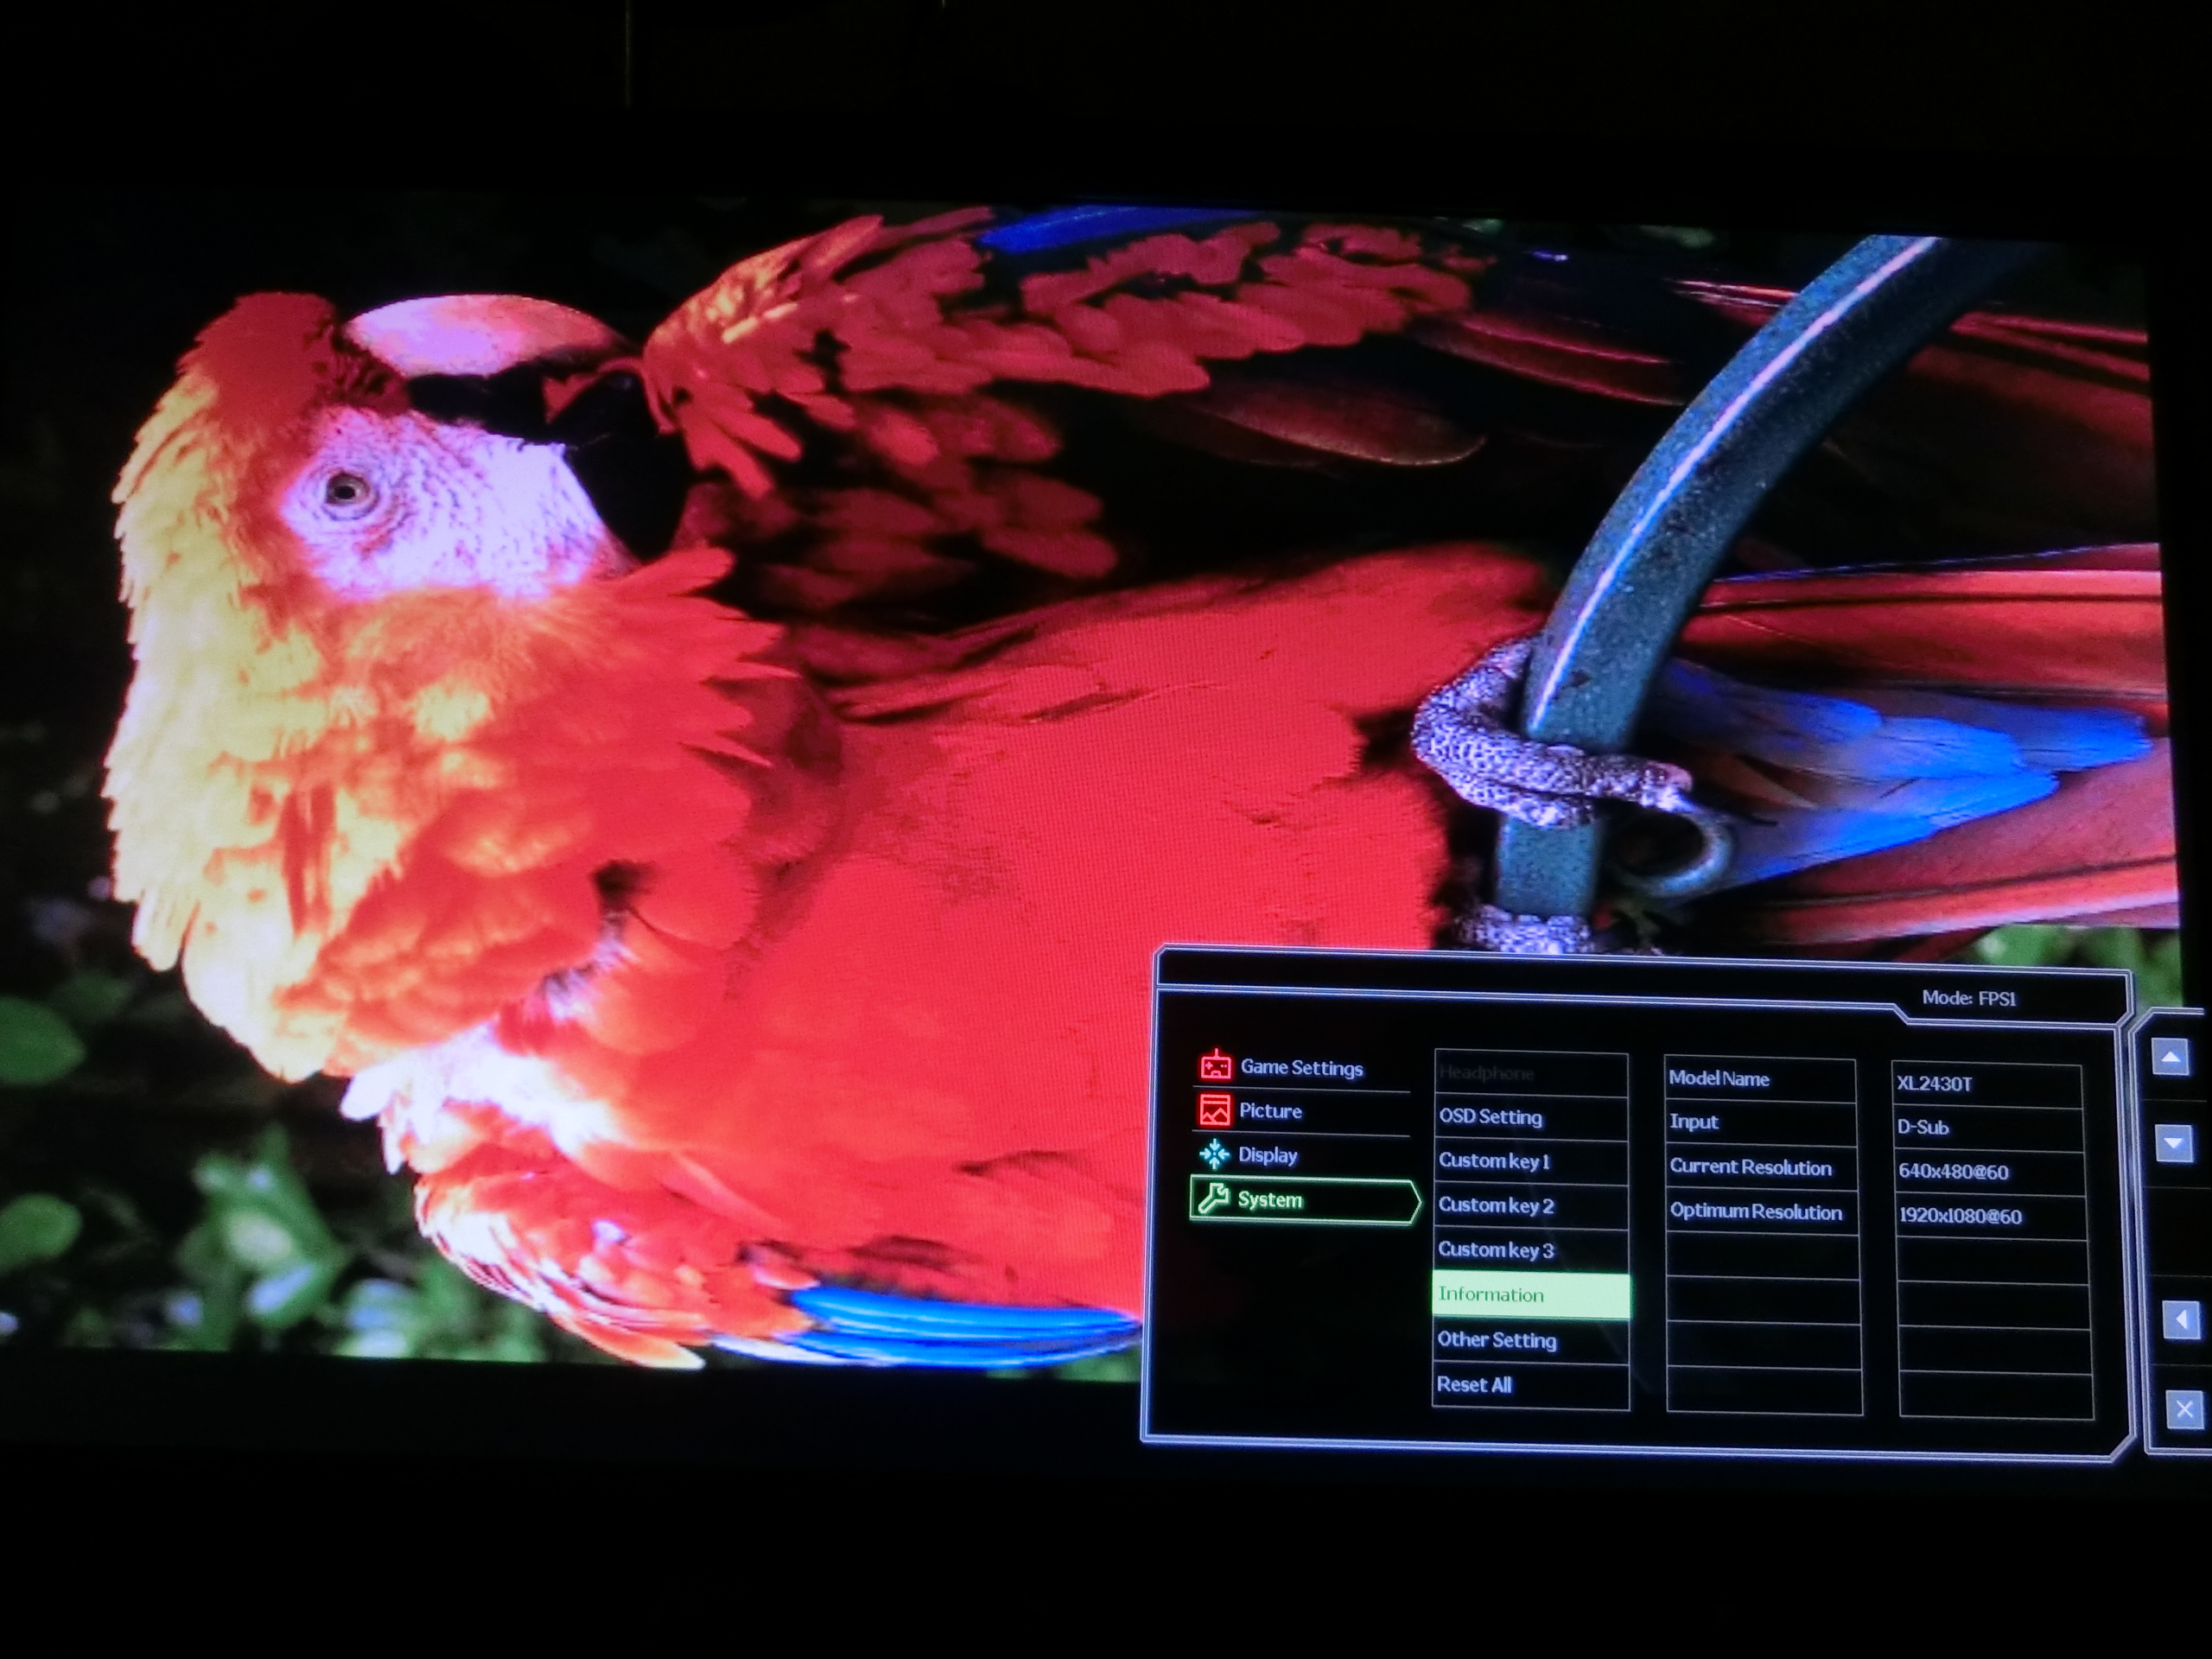 Mode: FPS1
Game Settings
Picture
Display
System
Headphone
OSD Setting
Custom key 1
Custom key 2
Custom key 3
Information
Other Setting
Reset All
Model Name XL2430T
Input D-Sub
Current Resolution 640x480@60
Optimum Resolution 1920x1080@60